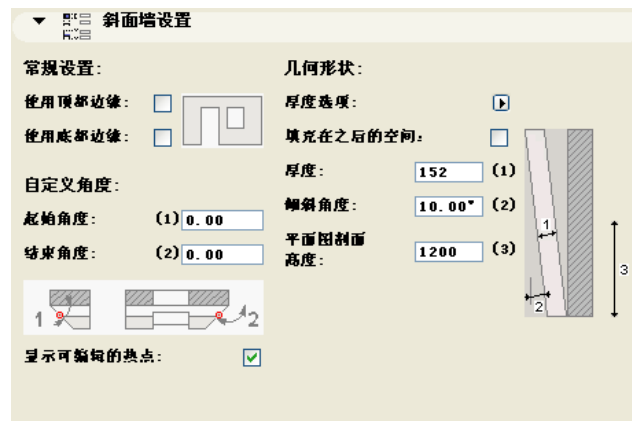 斜面墙设置
常规设置:
使用顶部边缘:
使用底部边缘:
自定义角度:
起始角度: (1) 0.00
结束角度: (2) 0.00
1 2
显示可编辑的热点:
几何形状:
厚度选项:
填充在之后的空间:
厚度: 152 (1)
倾斜角度: 10.00° (2)
平面图剖面
高度: 1200 (3)
1
2
3